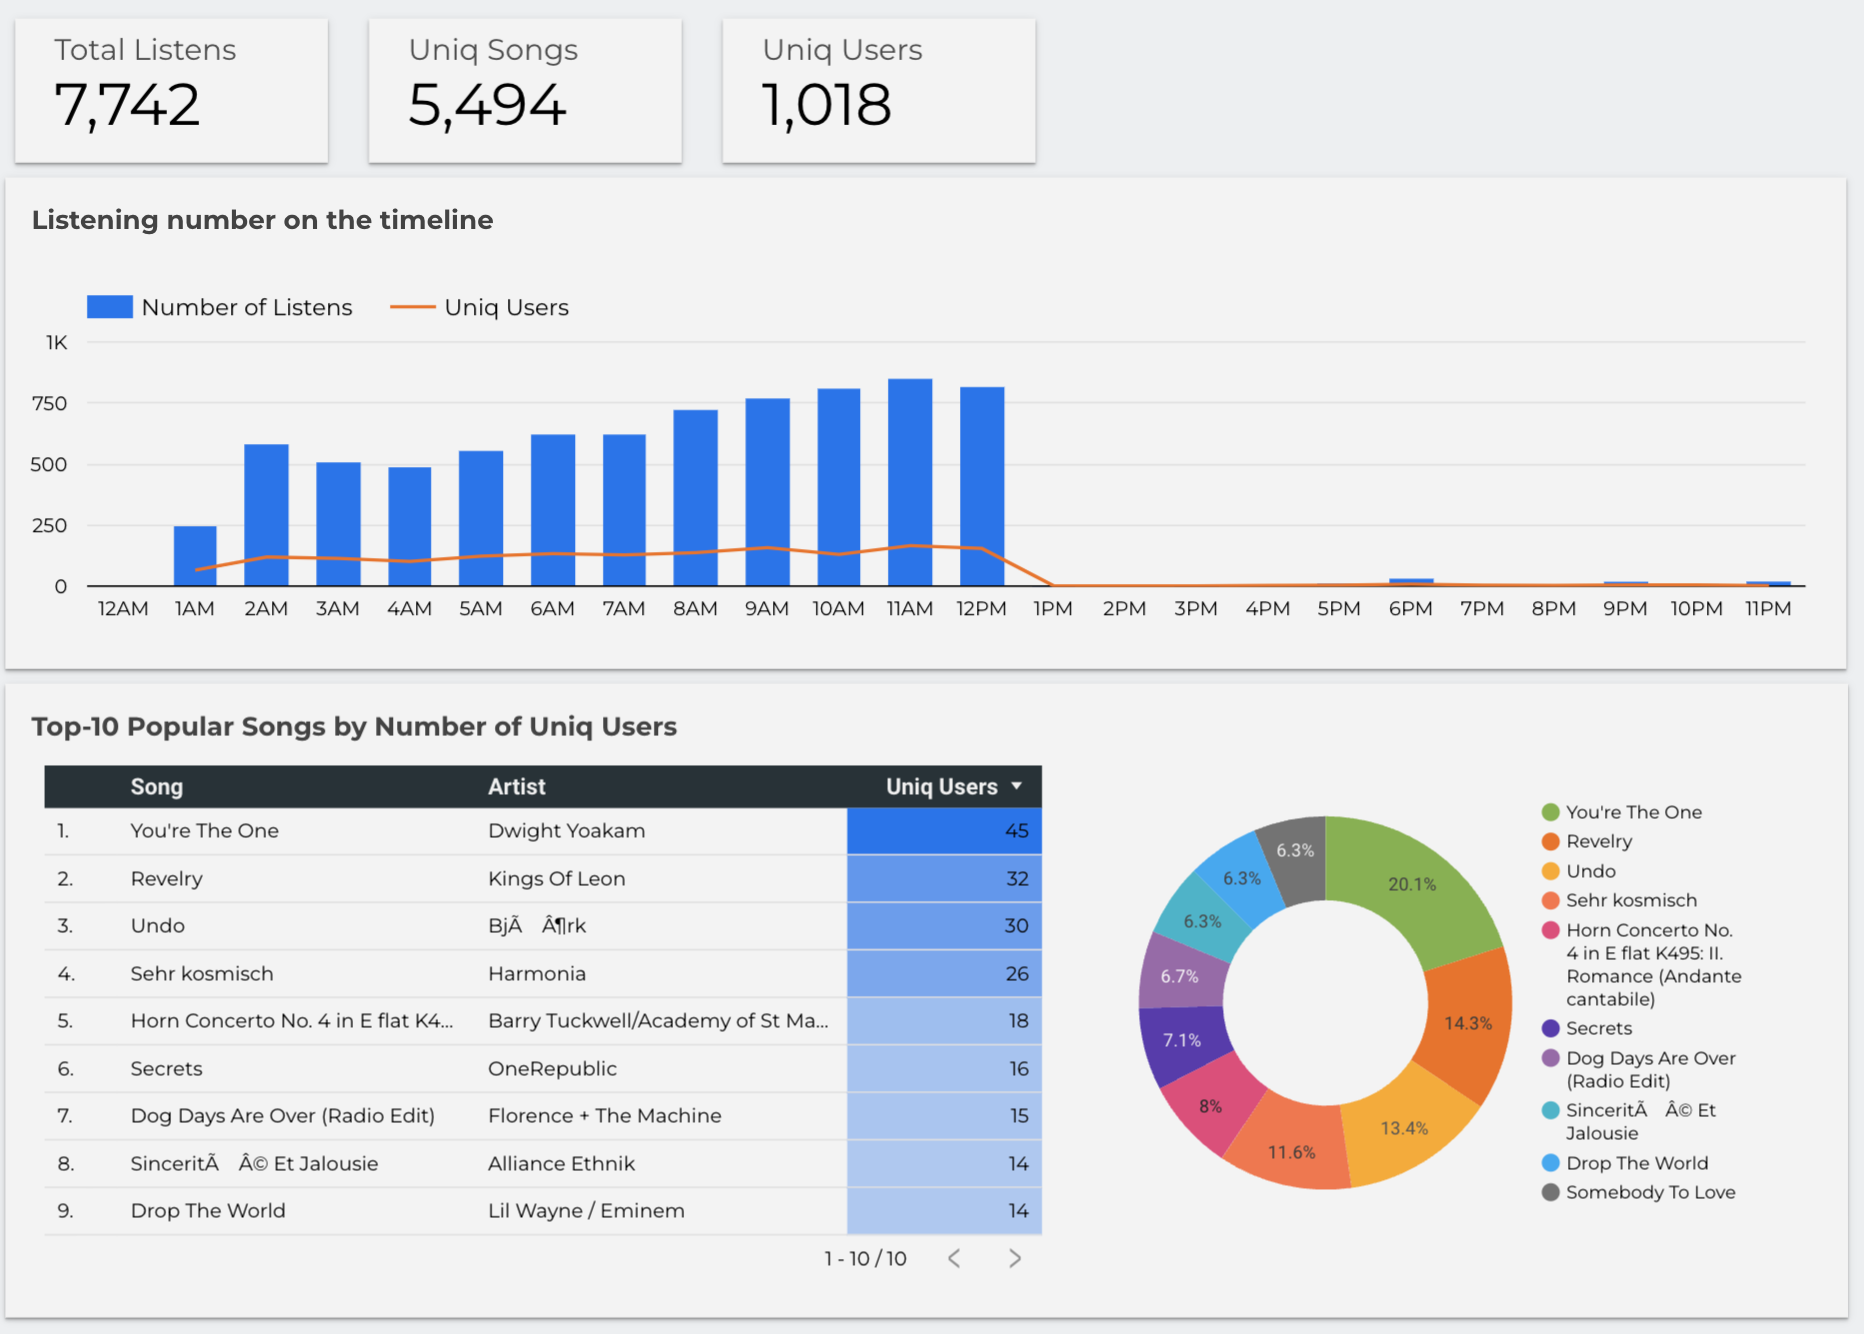 Total Listens
7,742
Uniq Songs
5,494
Uniq Users
1,018
Listening number on the timeline
Number of Listens Uniq Users
1K
750
500
250
0
12AM 1AM 2AM 3AM 4AM 5AM 6AM 7AM 8AM 9AM 10AM 11AM 12PM 1PM 2PM 3PM 4PM 5PM 6PM 7PM 8PM 9PM 10PM 11PM
Top-10 Popular Songs by Number of Uniq Users
Song Artist Uniq Users
1. You're The One Dwight Yoakam 45
2. Revelry Kings Of Leon 32
3. Undo BjÃ Â¶rk 30
4. Sehr kosmisch Harmonia 26
5. Horn Concerto No. 4 in E flat K4... Barry Tuckwell/Academy of St Ma... 18
6. Secrets OneRepublic 16
7. Dog Days Are Over (Radio Edit) Florence + The Machine 15
8. SinceritÃ Â© Et Jalousie Alliance Ethnik 14
9. Drop The World Lil Wayne / Eminem 14
1 - 10 / 10
20.1%
14.3%
13.4%
11.6%
8%
7.1%
6.7%
6.3%
6.3%
6.3%
You're The One
Revelry
Undo
Sehr kosmisch
Horn Concerto No.
4 in E flat K495: II.
Romance (Andante
cantabile)
Secrets
Dog Days Are Over
(Radio Edit)
SinceritÃ Â© Et
Jalousie
Drop The World
Somebody To Love